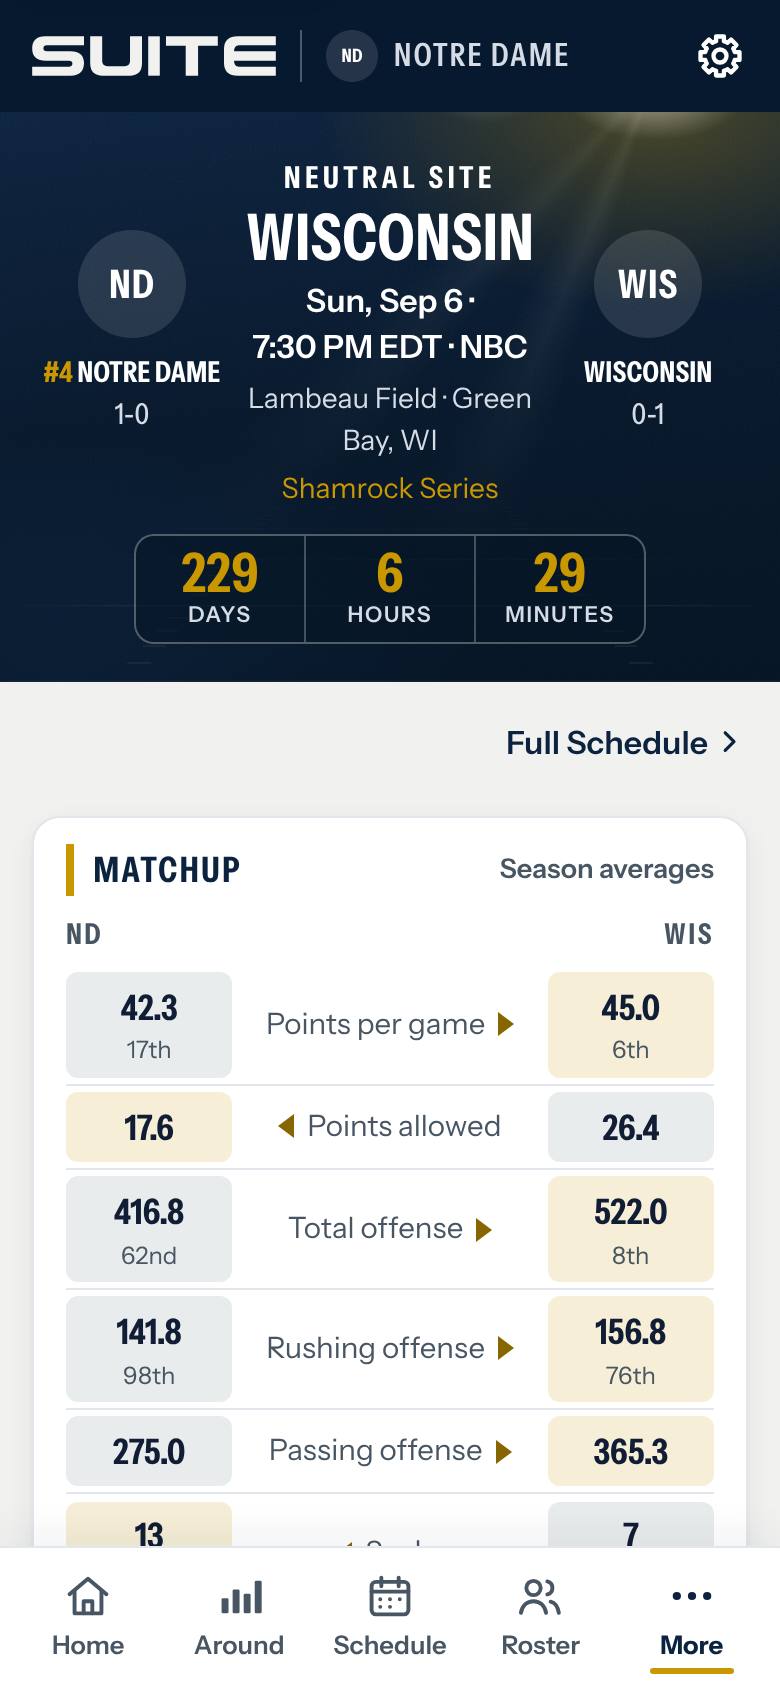 SUITE
ND NOTRE DAME
NEUTRAL SITE
WISCONSIN
Sun, Sep 6 ·
7:30 PM EDT · NBC
Lambeau Field · Green
Bay, WI
Shamrock Series
ND
#4 NOTRE DAME
1-0
WIS
WISCONSIN
0-1
229 DAYS
6 HOURS
29 MINUTES
Full Schedule
MATCHUP
Season averages
ND WIS
42.3 Points per game 45.0
17th 6th
17.6 Points allowed 26.4
416.8 Total offense 522.0
62nd 8th
141.8 Rushing offense 156.8
98th 76th
275.0 Passing offense 365.3
13 7
Home Around Schedule Roster More